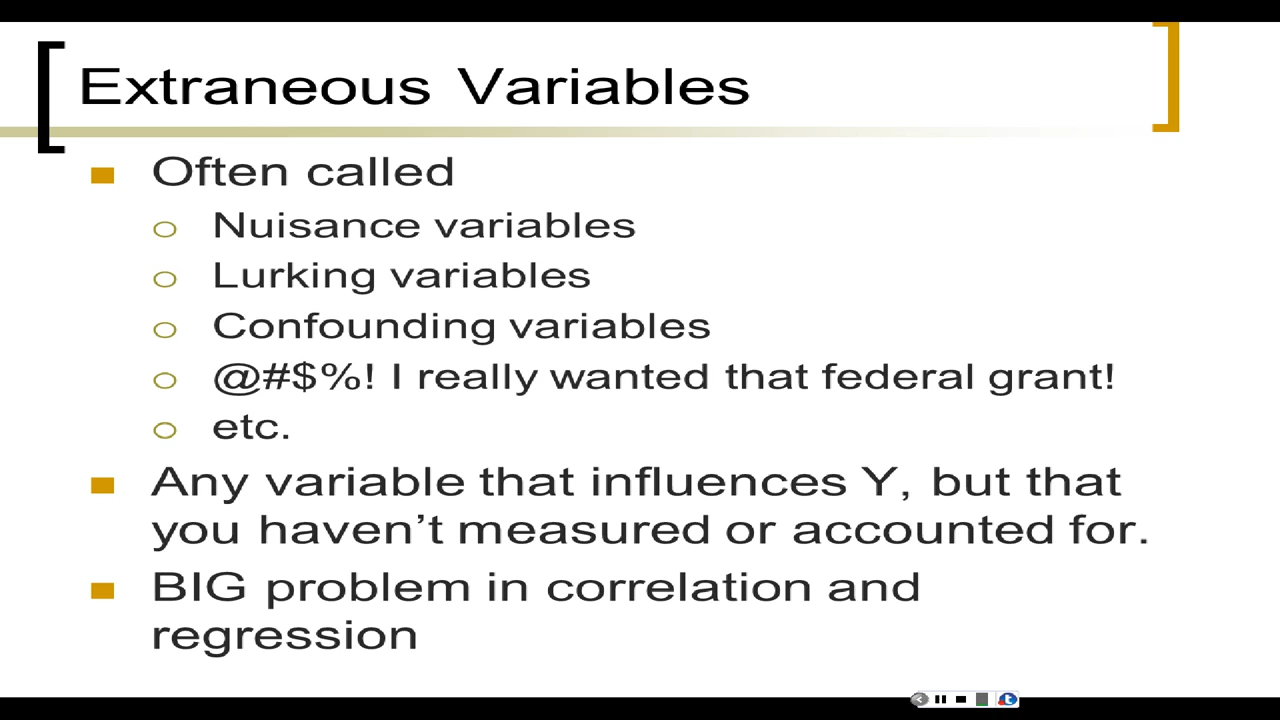 Extraneous Variables
Often called
Nuisance variables
Lurking variables
Confounding variables
@#$%! I really wanted that federal grant!
etc.
Any variable that influences Y, but that
you haven’t measured or accounted for.
BIG problem in correlation and
regression